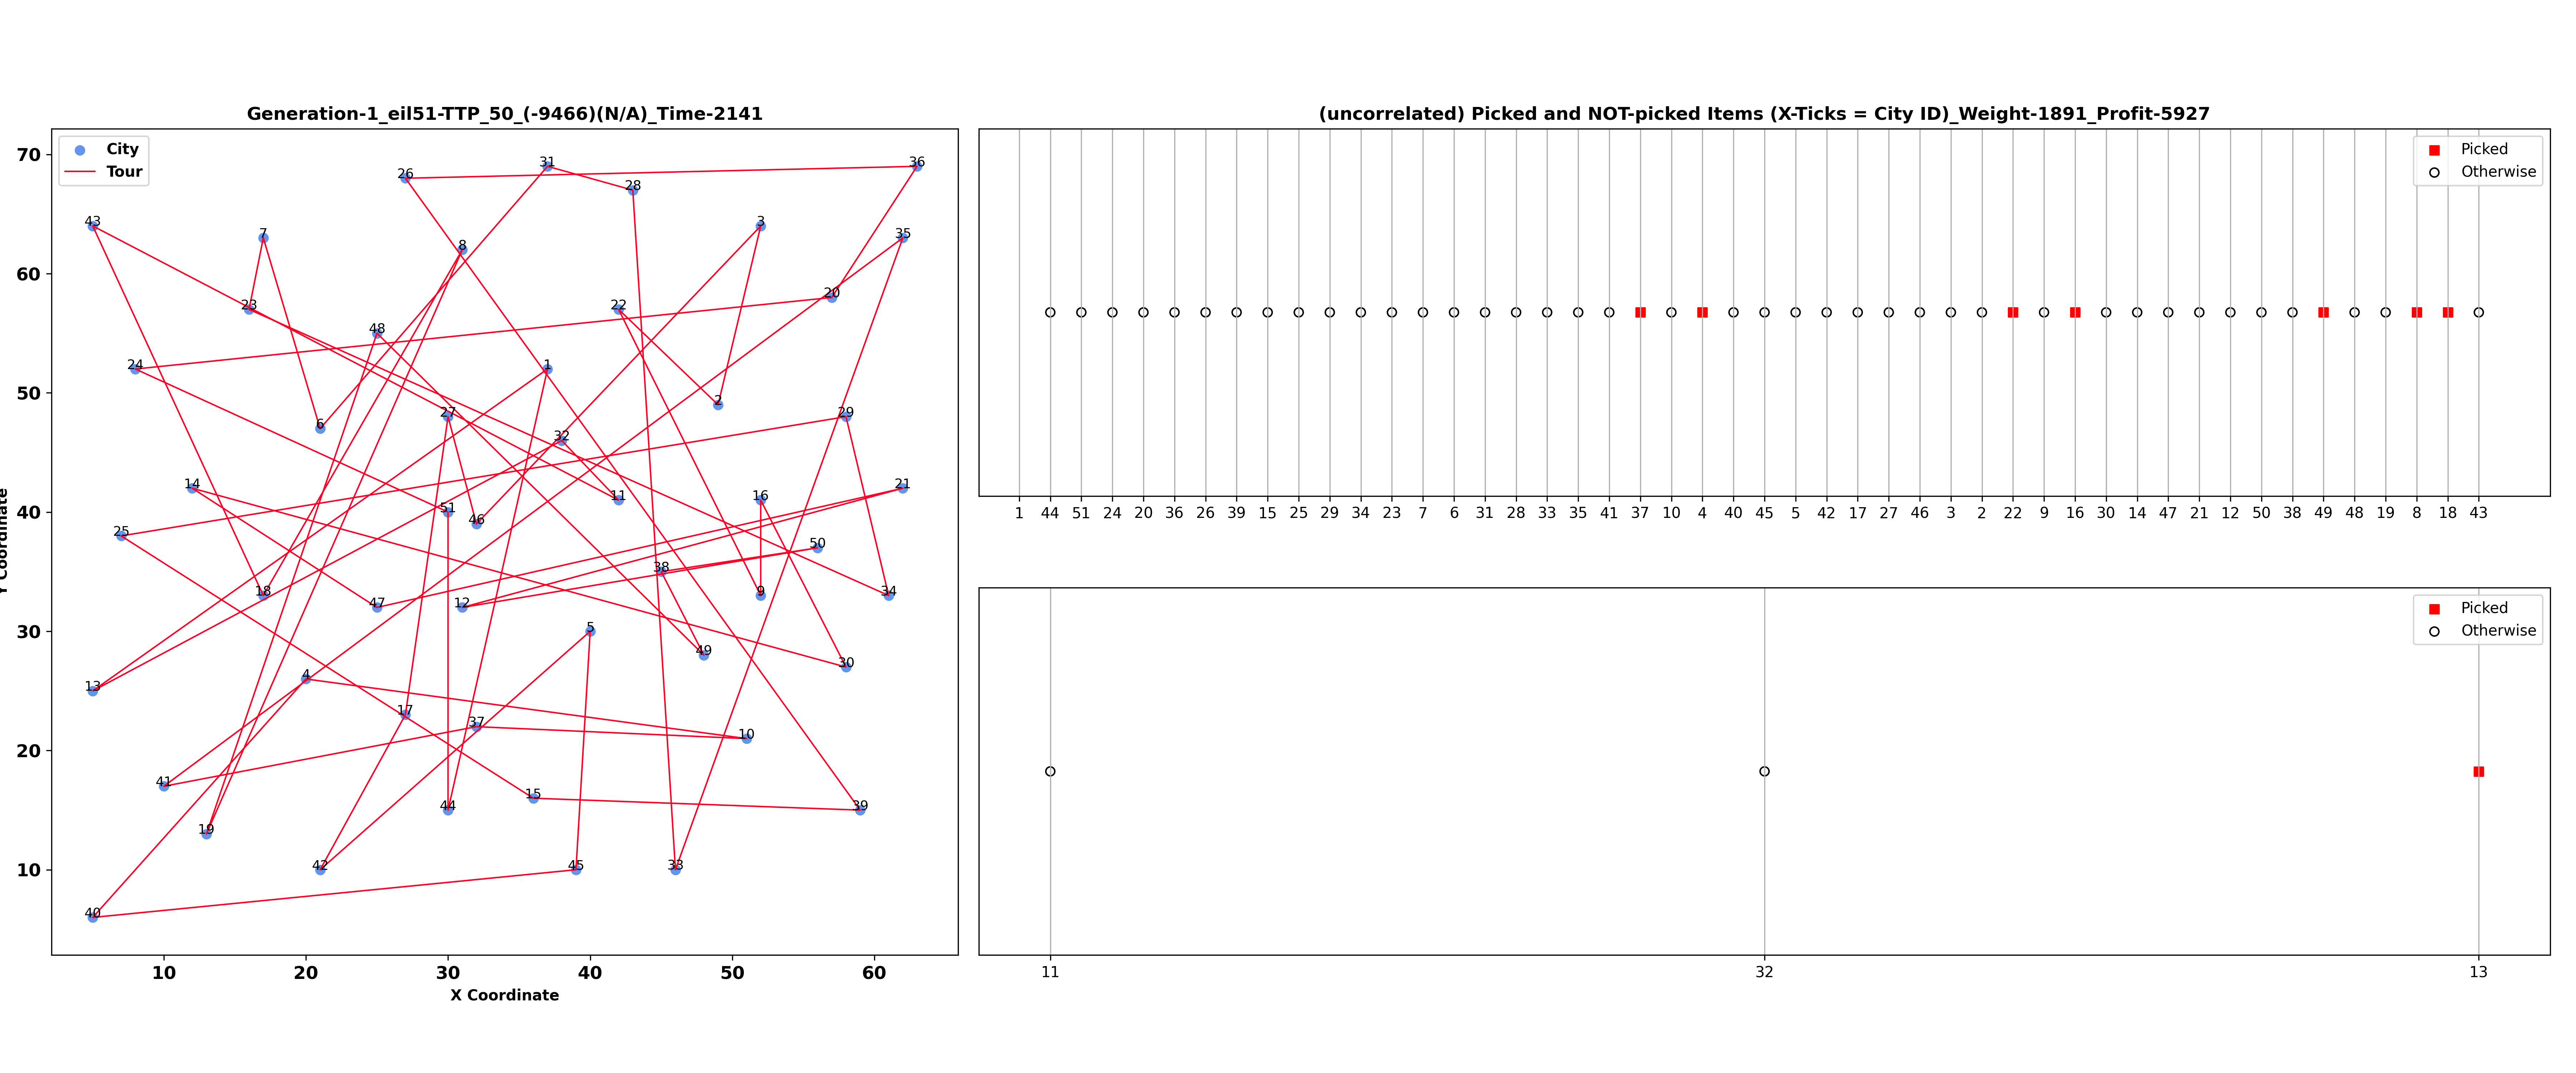 Generation-1_eil51-TTP_50_(-9466)(N/A)_Time-2141
City
Tour
70
60
50
40
30
20
10
10 20 30 40 50 60
X Coordinate
Y Coordinate
26 31 36
28
43 7 8 3 35
23 22 20
48
24 1
6 27 2 29
32
14 11 16 21
25 51 46
50
38
18 47 12 9 34
5
49 30
13 4
17 37 10
41 15
19 44 39
42 45 33
40
(uncorrelated) Picked and NOT-picked Items (X-Ticks = City ID)_Weight-1891_Profit-5927
Picked
Otherwise
1 44 51 24 20 36 26 39 15 25 29 34 23 7 6 31 28 33 35 41 37 10 4 40 45 5 42 17 27 46 3 2 22 9 16 30 14 47 21 12 50 38 49 48 19 8 18 43
Picked
Otherwise
11 32 13